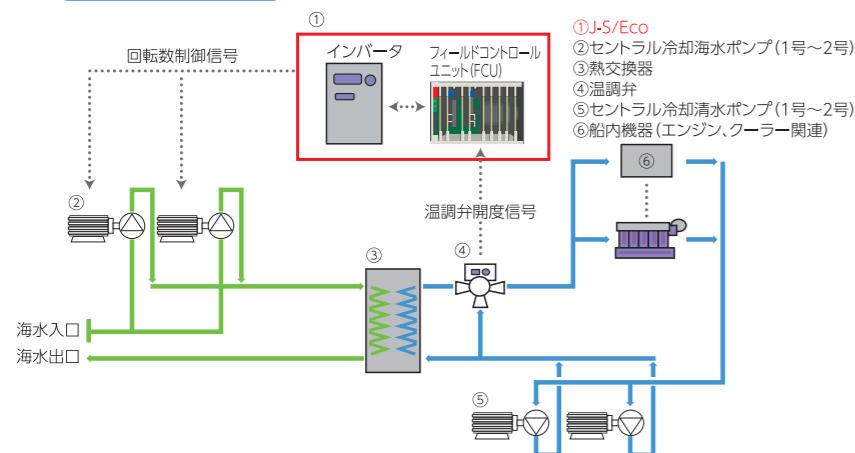 ①
インバータ
フィールドコントロール
ユニット(FCU)
回転数制御信号
①J-S/Eco
②セントラル冷却海水ポンプ(1号〜2号)
③熱交換器
④温調弁
⑤セントラル冷却清水ポンプ(1号〜2号)
⑥船内機器(エンジン、クーラー関連)
⑥
②
温調弁開度信号
③
④
海水入口
海水出口
⑤